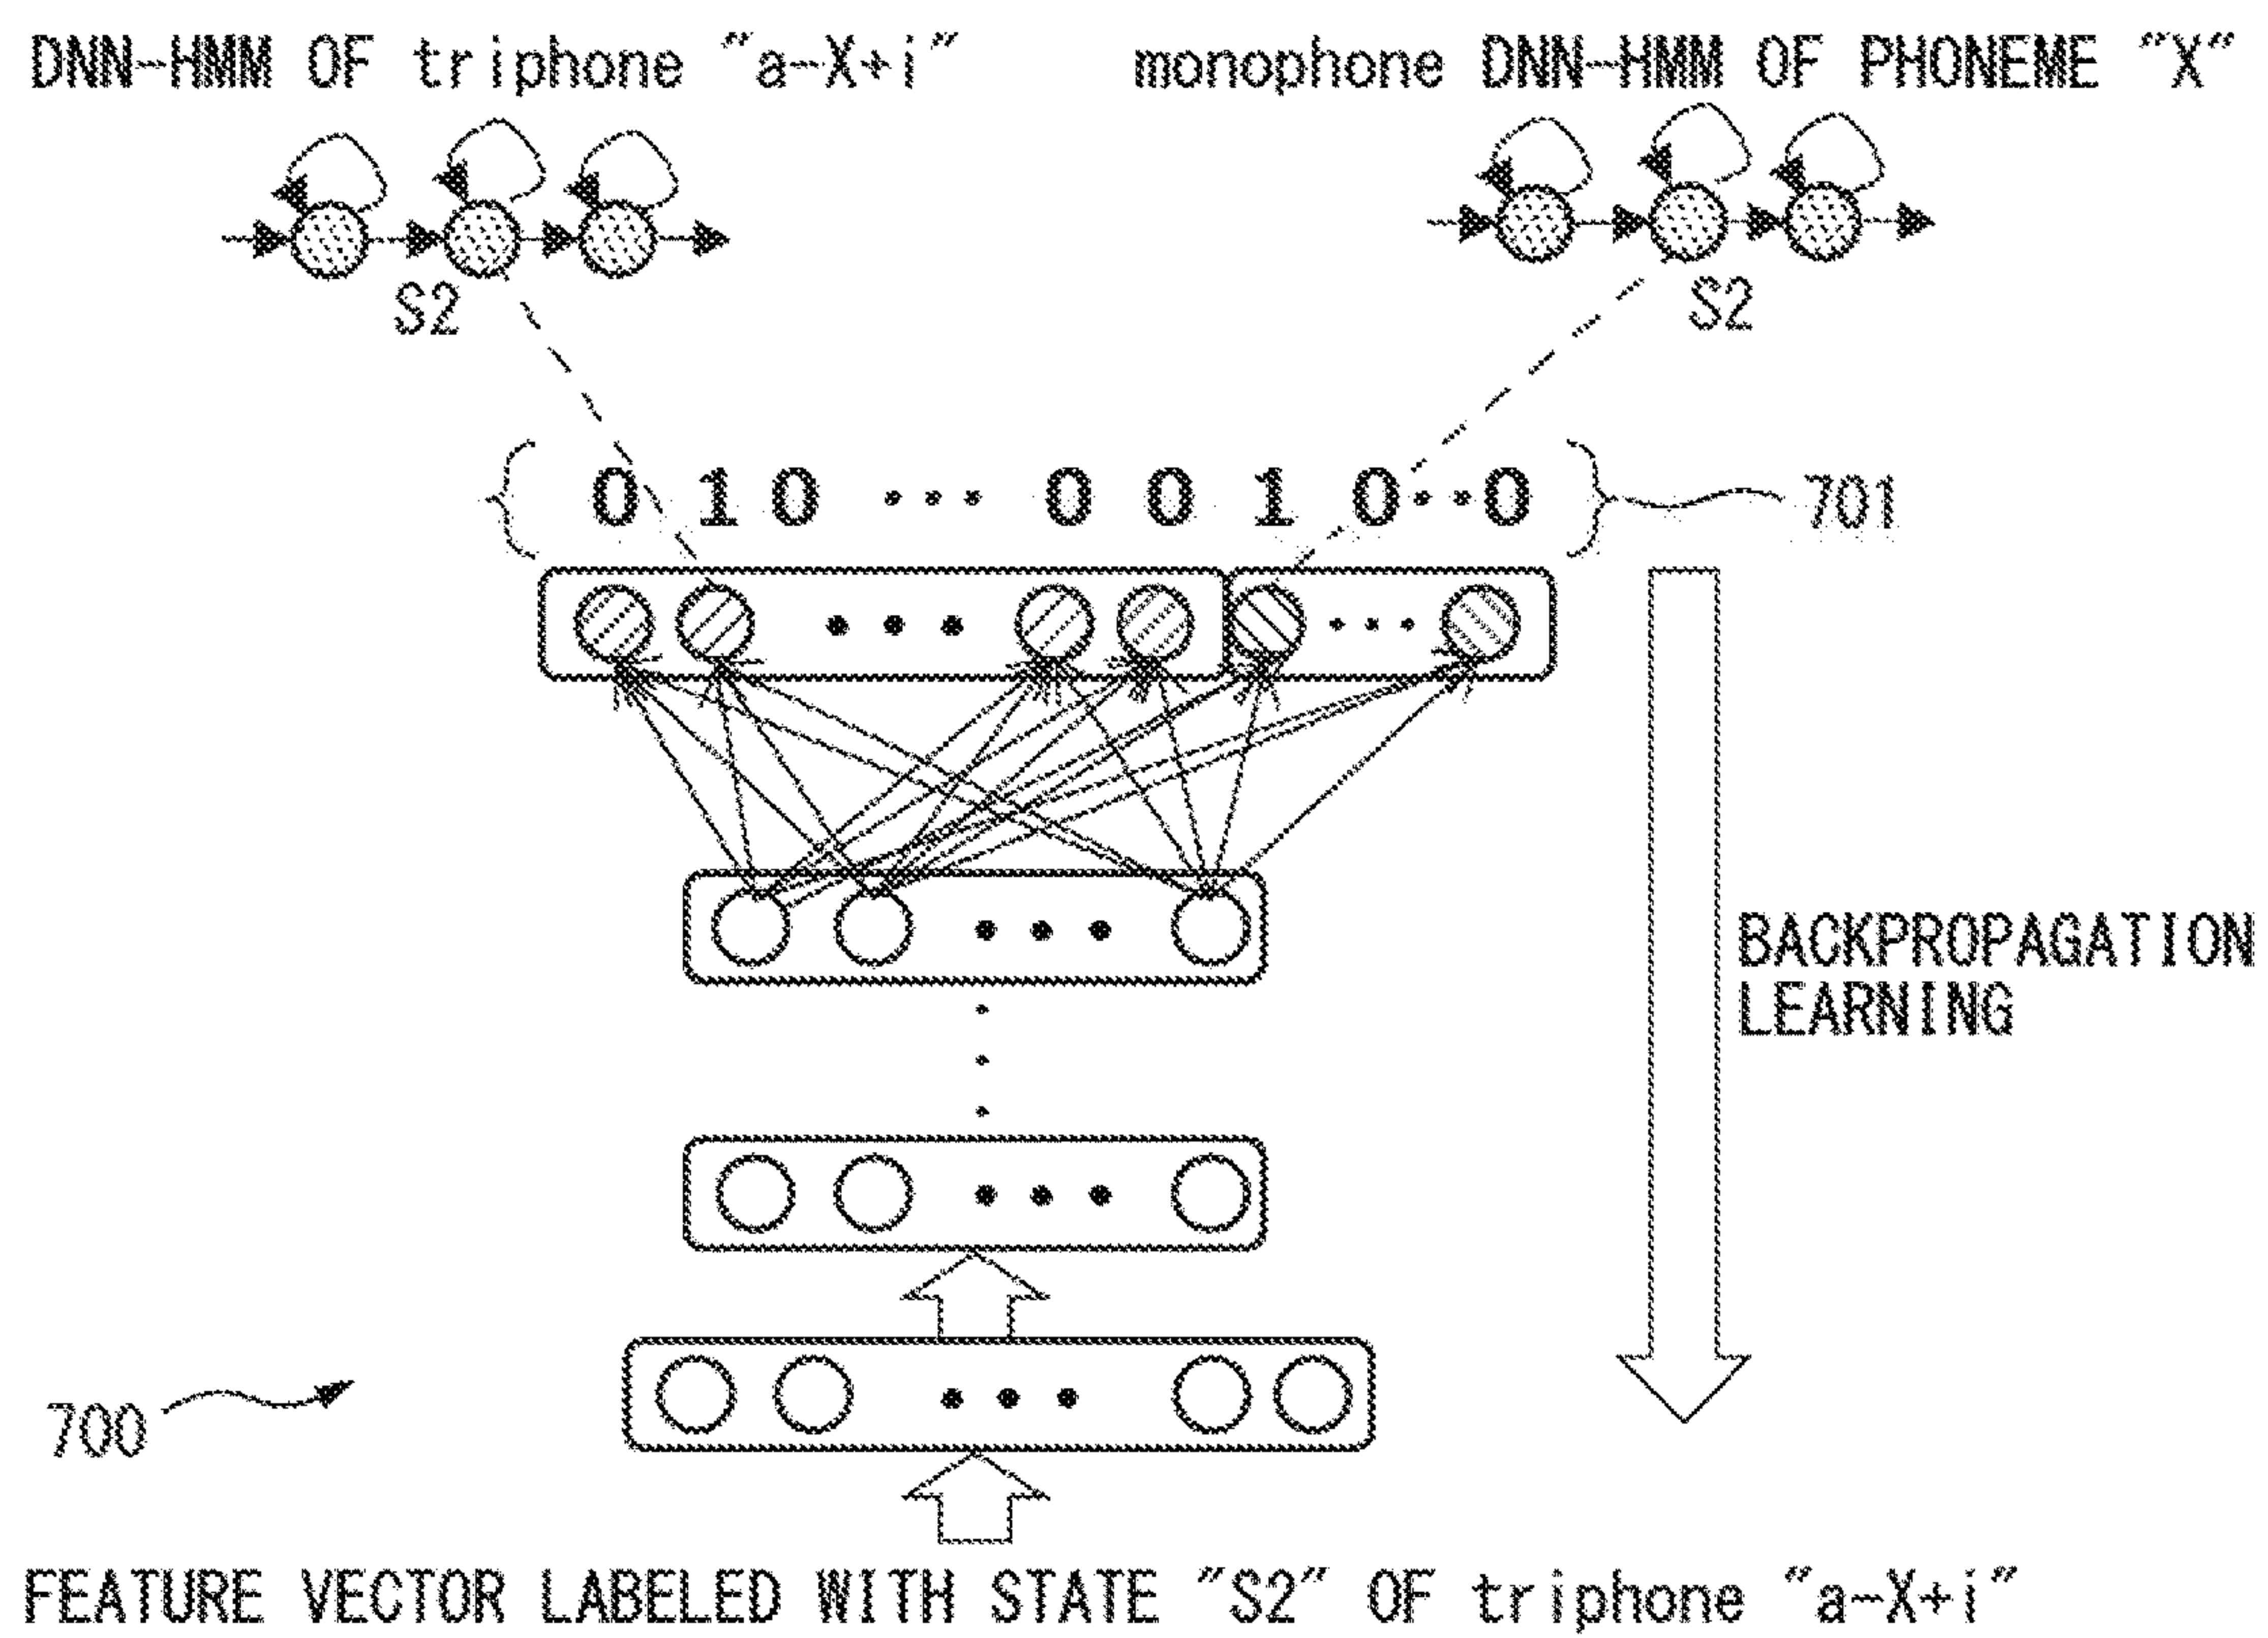 DNN-HMM OF triphone "a-X+i"
monophone DNN-HMM OF PHONEME "X"
S2
S2
0 1 0 ・・・ 0 0 1 0・・0
701
BACKPROPAGATION
LEARNING
700
FEATURE VECTOR LABELED WITH STATE "S2" OF triphone "a-X+i"